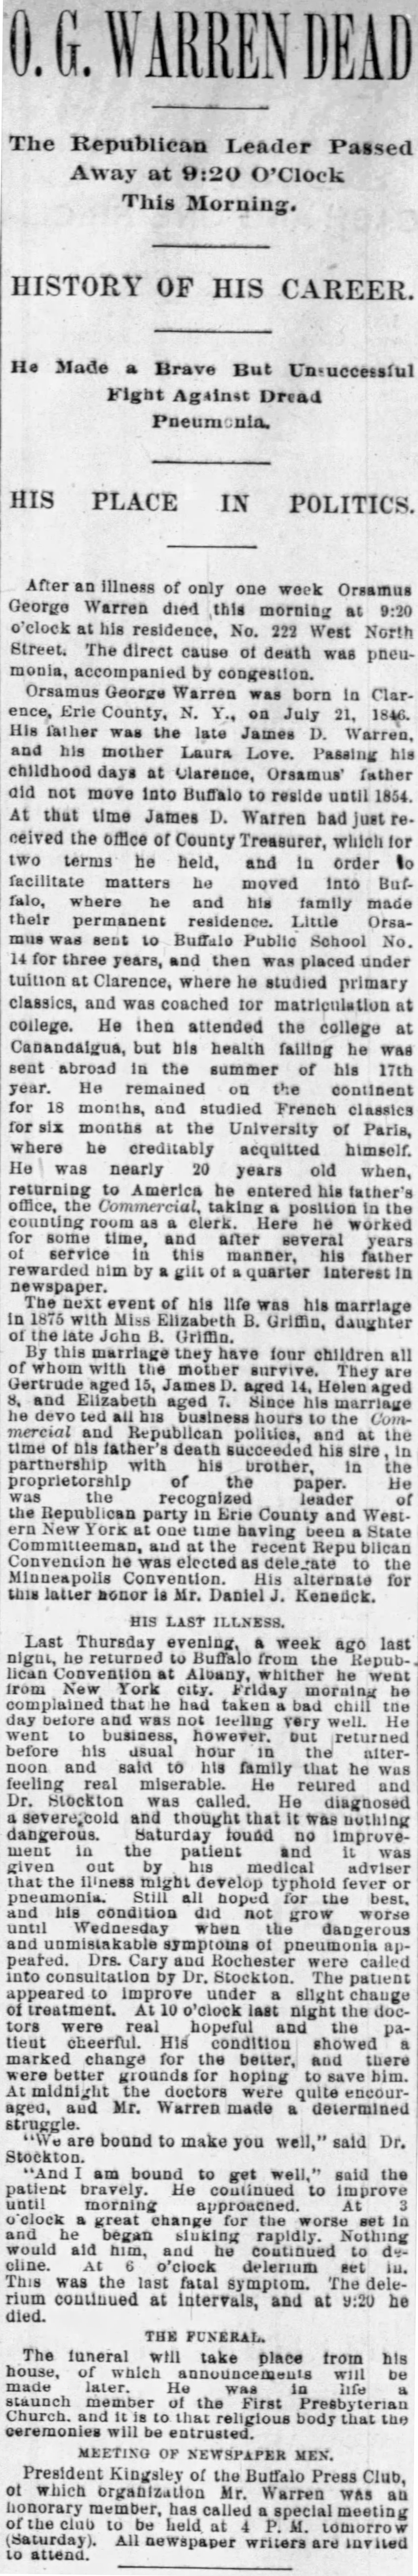 O. G. WARREN DEAD
The Republican Leader Passed
Away at 9:20 O'Clock
This Morning.
HISTORY OF HIS CAREER.
He Made a Brave But Unsuccessful
Fight Against Dread
Pneumonia.
HIS PLACE IN POLITICS.
After an illness of only one week Orsamus
George Warren died this morning at 9:20
o'clock at his residence, No. 222 West North
Street. The direct cause of death was pneu-
monia, accompanied by congestion.
Orsamus George Warren was born in Clar-
ence, Erie County, N. Y., on July 21, 1846.
His father was the late James D. Warren,
and his mother Laura Love. Passing his
childhood days at Clarence, Orsamus' father
did not move into Buffalo to reside until 1854.
At that time James D. Warren had just re-
ceived the office of County Treasurer, which for
two terms he held, and in order to
facilitate matters he moved into Buf-
falo, where he and his family made
their permanent residence. Little Orsa-
mus was sent to Buffalo Public School No.
14 for three years, and then was placed under
tuition at Clarence, where he studied primary
classics, and was coached for matriculation at
college. He then attended the college at
Canandaigua, but his health failing he was
sent abroad in the summer of his 17th
year. He remained on the continent
for 18 months, and studied French classics
for six months at the University of Paris,
where he creditably acquitted himself.
He was nearly 20 years old when,
returning to America he entered his father's
office, the Commercial, taking a position in the
counting room as a clerk. Here he worked
for some time, and after several years
of service in this manner, his father
rewarded him by a gift of a quarter interest in
newspaper.
The next event of his life was his marriage
in 1875 with Miss Elizabeth B. Griffin, daughter
of the late John B. Griffin.
By this marriage they have four children all
of whom with the mother survive. They are
Gertrude aged 15, James D. aged 14, Helen aged
8, and Elizabeth aged 7. Since his marriage
he devoted all his business hours to the Com-
mercial and Republican politics, and at the
time of his father's death succeeded his sire, in
partnership with his brother, in the
proprietorship of the paper. He
was the recognized leader of
the Republican party in Erie County and West-
ern New York at one time having been a State
Committeeman, and at the recent Republican
Convention he was elected as delegate to the
Minneapolis Convention. His alternate for
this latter honor is Mr. Daniel J. Kenefick.
HIS LAST ILLNESS.
Last Thursday evening, a week ago last
night, he returned to Buffalo from the Repub-
lican Convention at Albany, whither he went
from New York city. Friday morning he
complained that he had taken a bad chill the
day before and was not feeling very well. He
went to business, however, but returned
before his usual hour in the after-
noon and said to his family that he was
feeling real miserable. He retired and
Dr. Stockton was called. He diagnosed
a severe cold and thought that it was nothing
dangerous. Saturday found no improve-
ment in the patient and it was
given out by his medical adviser
that the illness might develop typhoid fever or
pneumonia. Still all hoped for the best,
and his condition did not grow worse
until Wednesday when the dangerous
and unmistakable symptoms of pneumonia ap-
peared. Drs. Cary and Rochester were called
into consultation by Dr. Stockton. The patient
appeared to improve under a slight change
of treatment. At 10 o'clock last night the doc-
tors were real hopeful and the pa-
tient cheerful. His condition showed a
marked change for the better, and there
were better grounds for hoping to save him.
At midnight the doctors were quite encour-
aged, and Mr. Warren made a determined
struggle.
"We are bound to make you well," said Dr.
Stockton.
"And I am bound to get well," said the
patient bravely. He continued to improve
until morning approached. At 3
o'clock a great change for the worse set in
and he began sinking rapidly. Nothing
would aid him, and he continued to de-
cline. At 6 o'clock delerium set in.
This was the last fatal symptom. The dele-
rium continued at intervals, and at 9:20 he
died.
THE FUNERAL.
The funeral will take place from his
house, of which announcements will be
made later. He was in life a
staunch member of the First Presbyterian
Church, and it is to that religious body that the
ceremonies will be entrusted.
MEETING OF NEWSPAPER MEN.
President Kingsley of the Buffalo Press Club,
of which organization Mr. Warren was an
honorary member, has called a special meeting
of the club to be held at 4 P. M. tomorrow
(Saturday). All newspaper writers are invited
to attend.